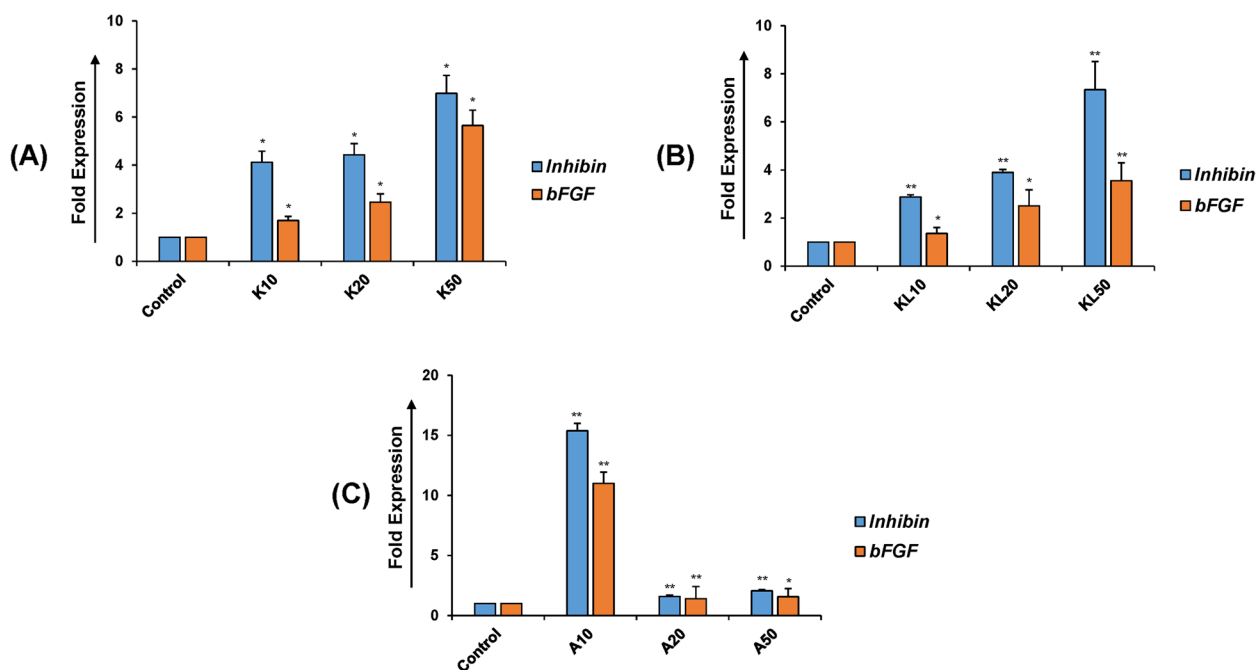 (A)
Fold Expression
10
8
6
4
2
0
* * * * * *
Control K10 K20 K50
Inhibin
bFGF
(B)
Fold Expression
10
8
6
4
2
0
** * ** * ** **
Control KL10 KL20 KL50
Inhibin
bFGF
(C)
Fold Expression
20
15
10
5
0
** ** ** ** ** *
Control A10 A20 A50
Inhibin
bFGF